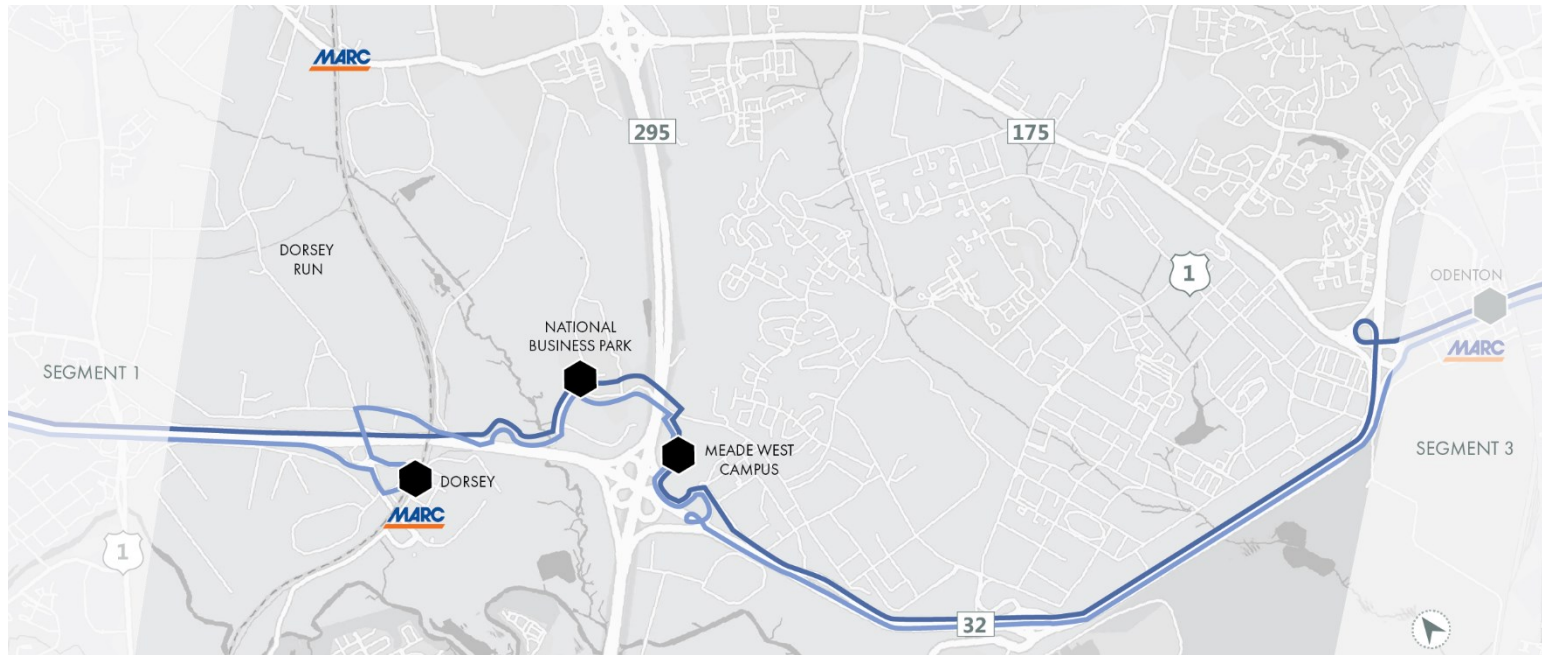 MARC
295
175
DORSEY
RUN
1
ODENTON
NATIONAL
BUSINESS PARK
MARC
SEGMENT 1
MEADE WEST
CAMPUS
SEGMENT 3
DORSEY
MARC
1
32